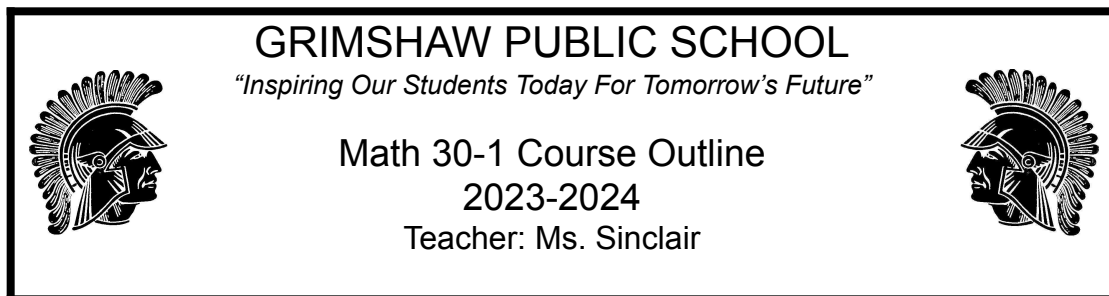 GRIMSHAW PUBLIC SCHOOL
“Inspiring Our Students Today For Tomorrow’s Future”
Math 30-1 Course Outline
2023-2024
Teacher: Ms. Sinclair